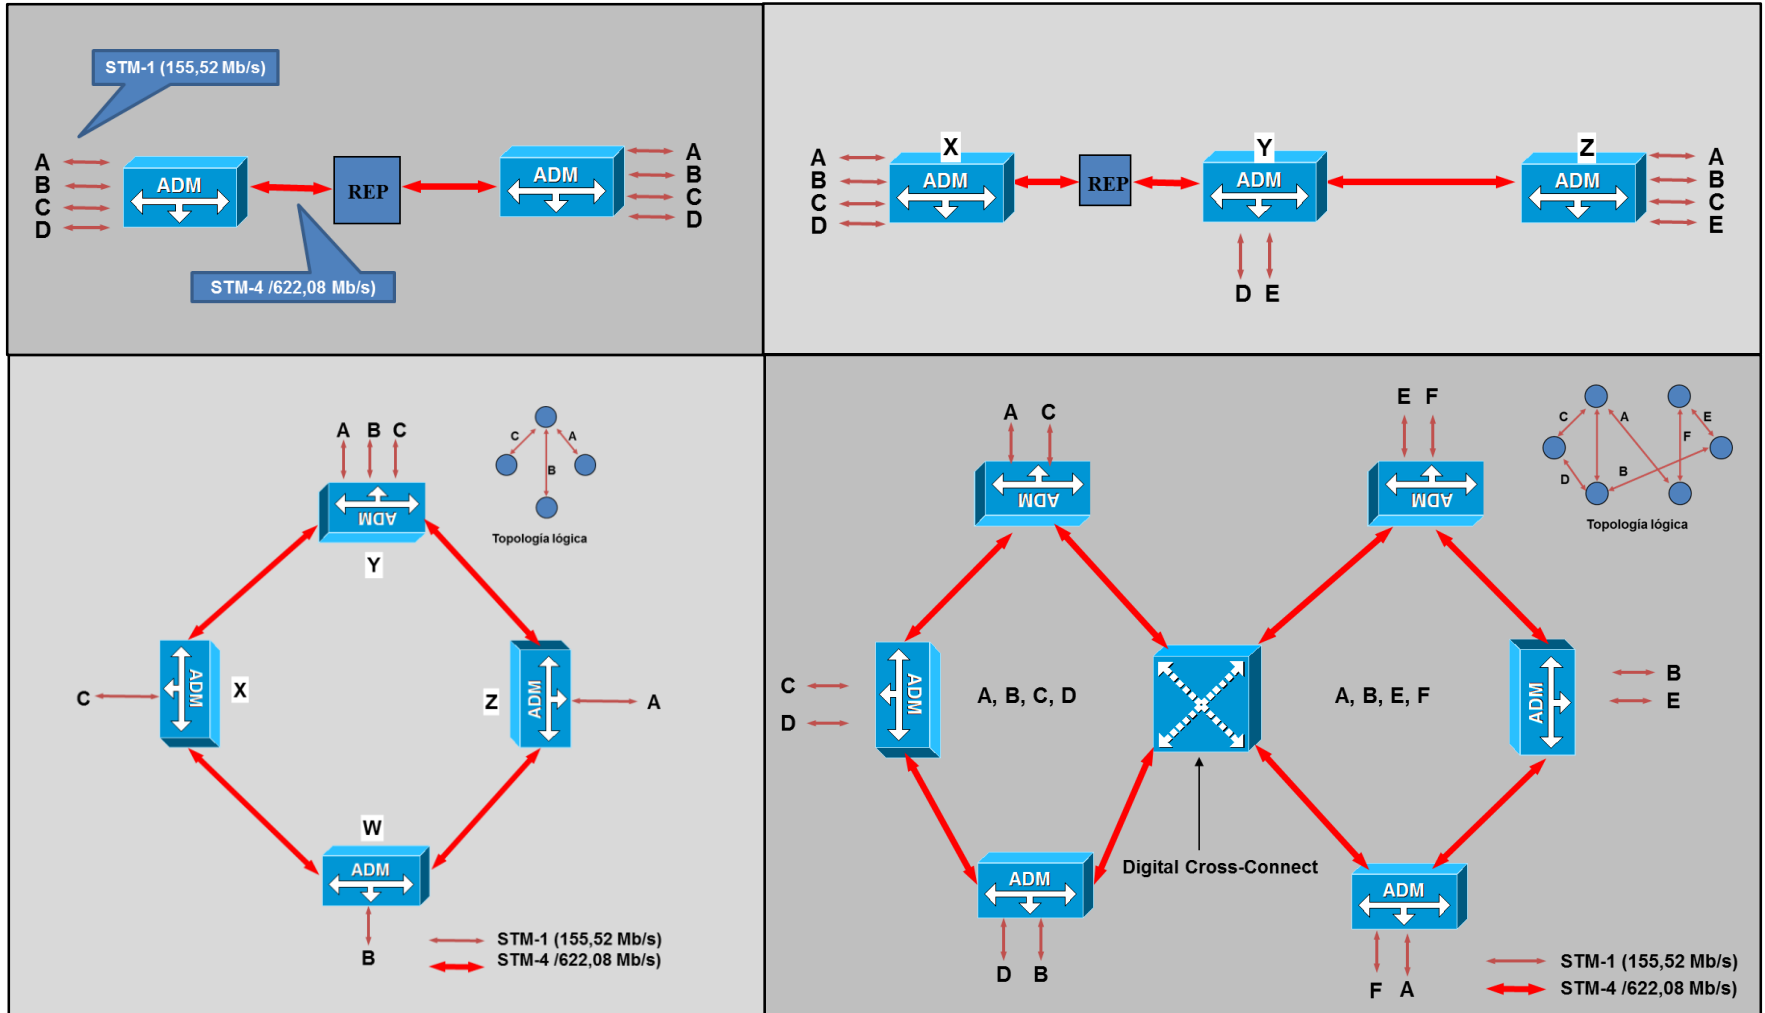 STM-1 (155,52 Mb/s)
A
B
C
D
ADM
REP
ADM
A
B
C
D
STM-4 /622,08 Mb/s)
X
Y
Z
A
B
C
D
ADM
REP
ADM
ADM
A
B
C
E
D E
A B C
ADM
Y
C
A
B
Topología lógica
C
ADM
X
Z
ADM
A
W
ADM
B
STM-1 (155,52 Mb/s)
STM-4 /622,08 Mb/s)
A C
ADM
E F
ADM
C
A
E
F
D
B
Topología lógica
C
D
ADM
A, B, C, D
A, B, E, F
ADM
B
E
Digital Cross-Connect
ADM
D B
ADM
F A
STM-1 (155,52 Mb/s)
STM-4 /622,08 Mb/s)